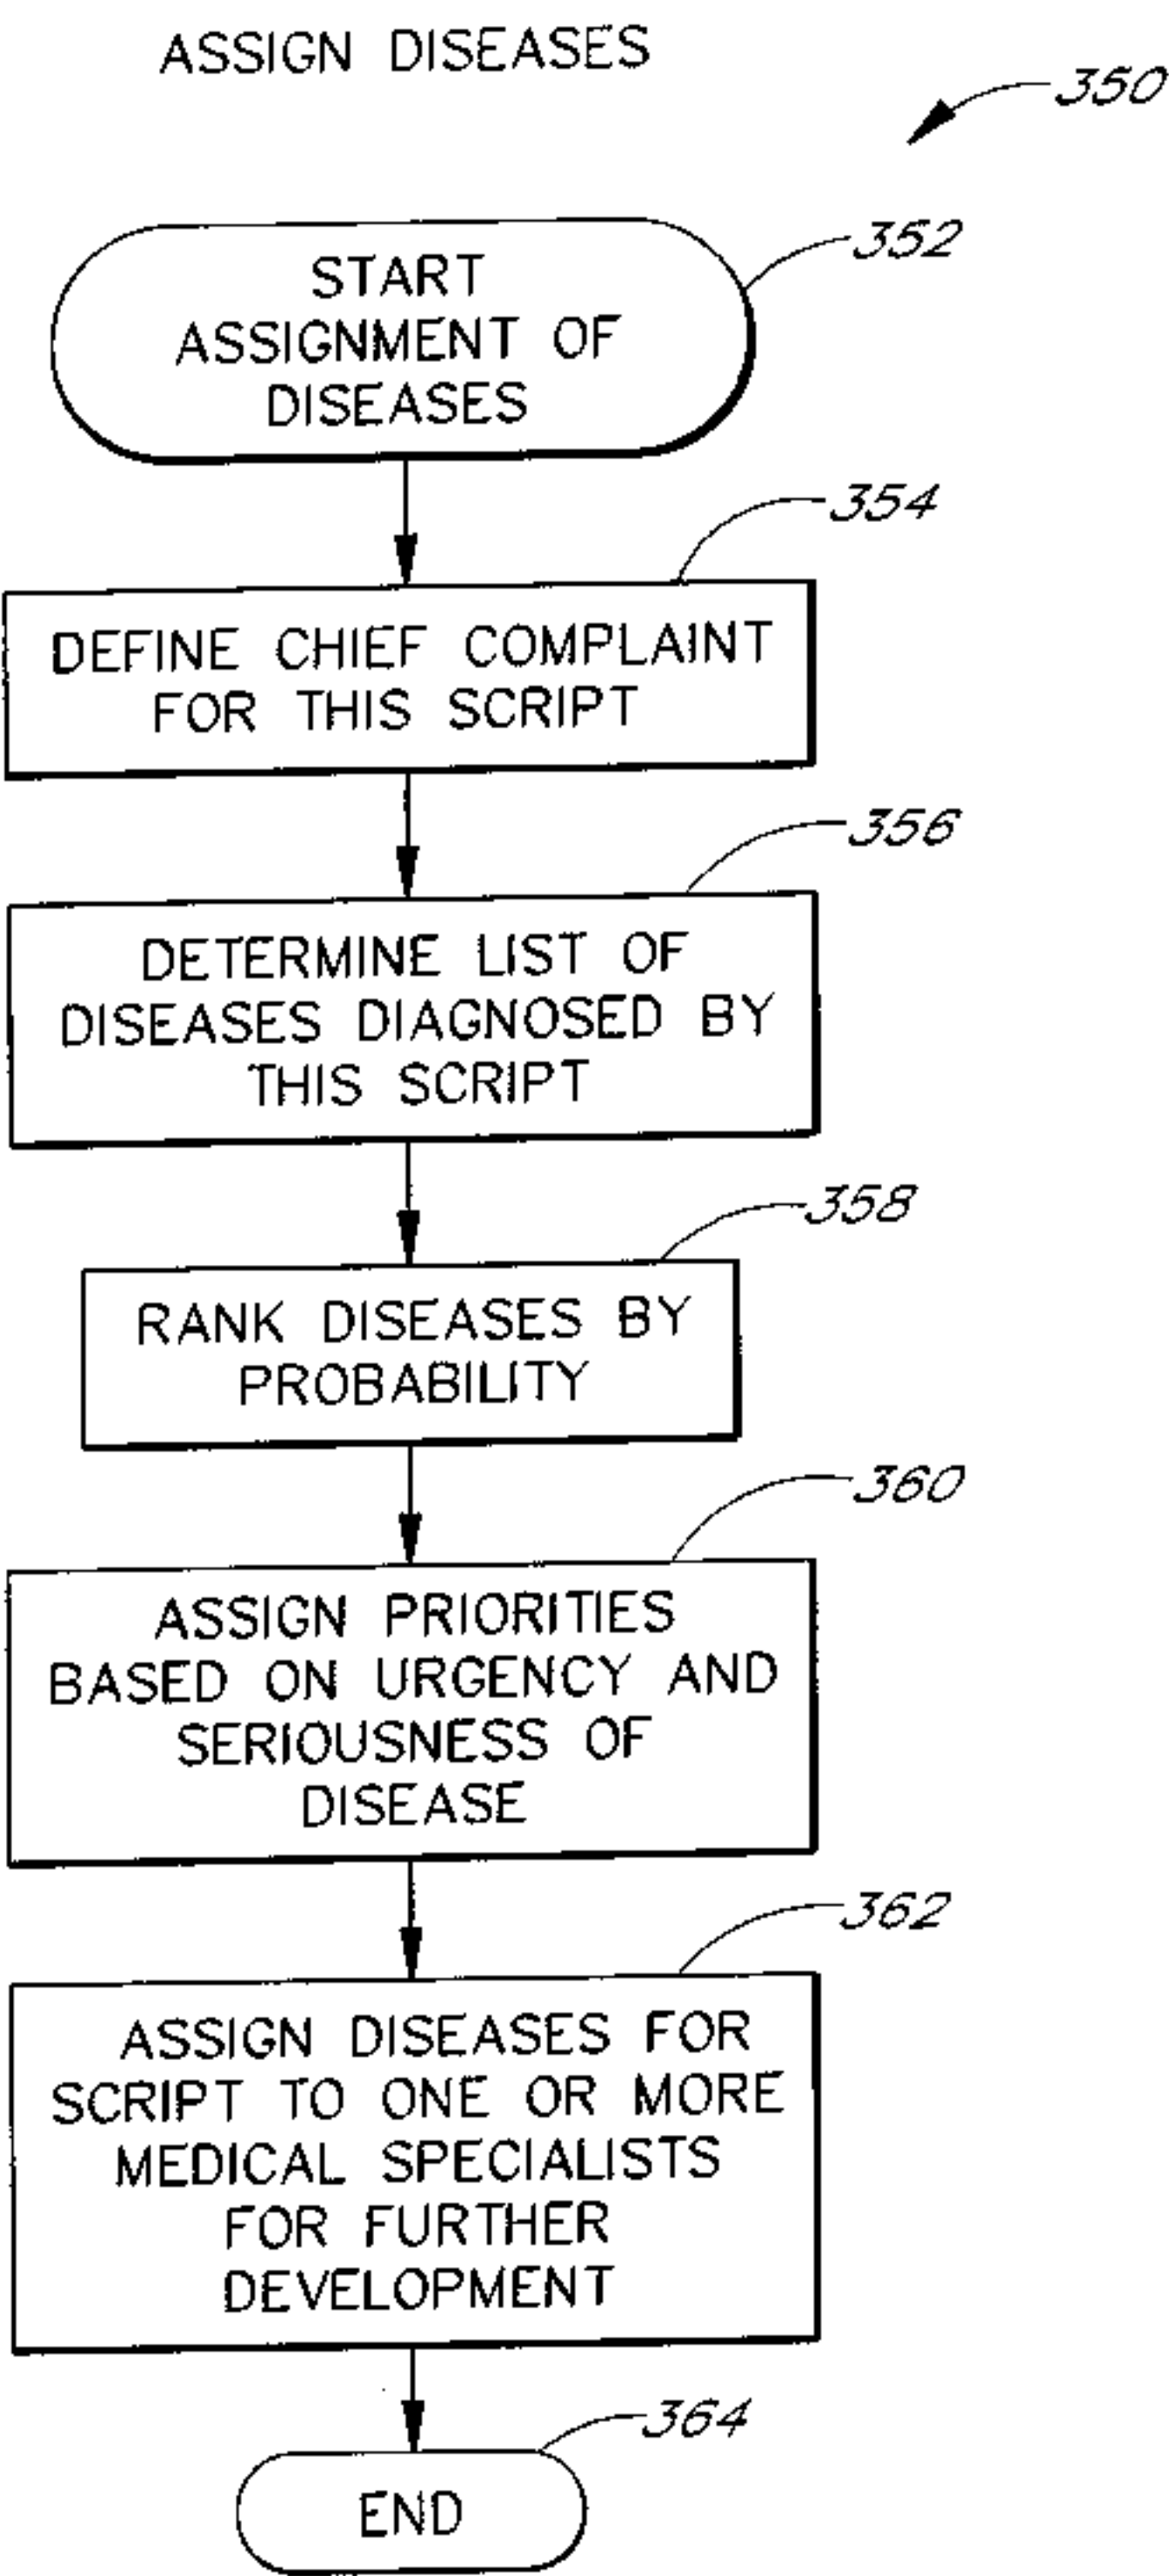 ASSIGN DISEASES
350
352
START
ASSIGNMENT OF
DISEASES
354
DEFINE CHIEF COMPLAINT
FOR THIS SCRIPT
356
DETERMINE LIST OF
DISEASES DIAGNOSED BY
THIS SCRIPT
358
RANK DISEASES BY
PROBABILITY
360
ASSIGN PRIORITIES
BASED ON URGENCY AND
SERIOUSNESS OF
DISEASE
362
ASSIGN DISEASES FOR
SCRIPT TO ONE OR MORE
MEDICAL SPECIALISTS
FOR FURTHER
DEVELOPMENT
364
END